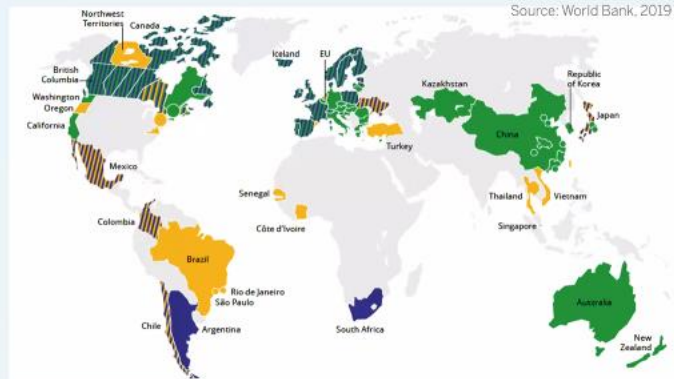 Source: World Bank, 2019
Northwest
Territories
Canada
British
Columbia
Washington
Oregon
California
Mexico
Colombia
Chile
Brazil
Rio de Janeiro
São Paulo
Argentina
Iceland
EU
Turkey
Senegal
Côte d'Ivoire
South Africa
Kazakhstan
China
Republic
of Korea
Japan
Thailand
Vietnam
Singapore
Australia
New
Zealand